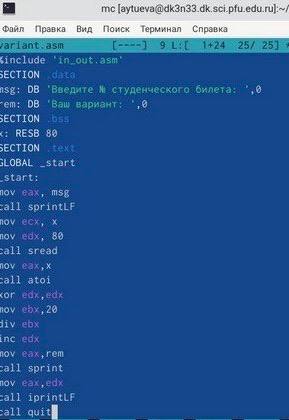 mc [aytueva@dk3n33.dk.sci.pfu.edu.ru]:~/
Файл Правка Вид Поиск Терминал Справка
variant.asm [----] 9 L:[ 1+24 25/ 25] *
%include 'in_out.asm'
SECTION .data
msg: DB 'Введите № студенческого билета: ',0
rem: DB 'Ваш вариант: ',0
SECTION .bss
x: RESB 80
SECTION .text
GLOBAL _start
_start:
mov eax, msg
call sprintLF
mov ecx, x
mov edx, 80
call sread
mov eax,x
call atoi
xor edx,edx
mov ebx,20
div ebx
inc edx
mov eax,rem
call sprint
mov eax,edx
call iprintLF
call quit